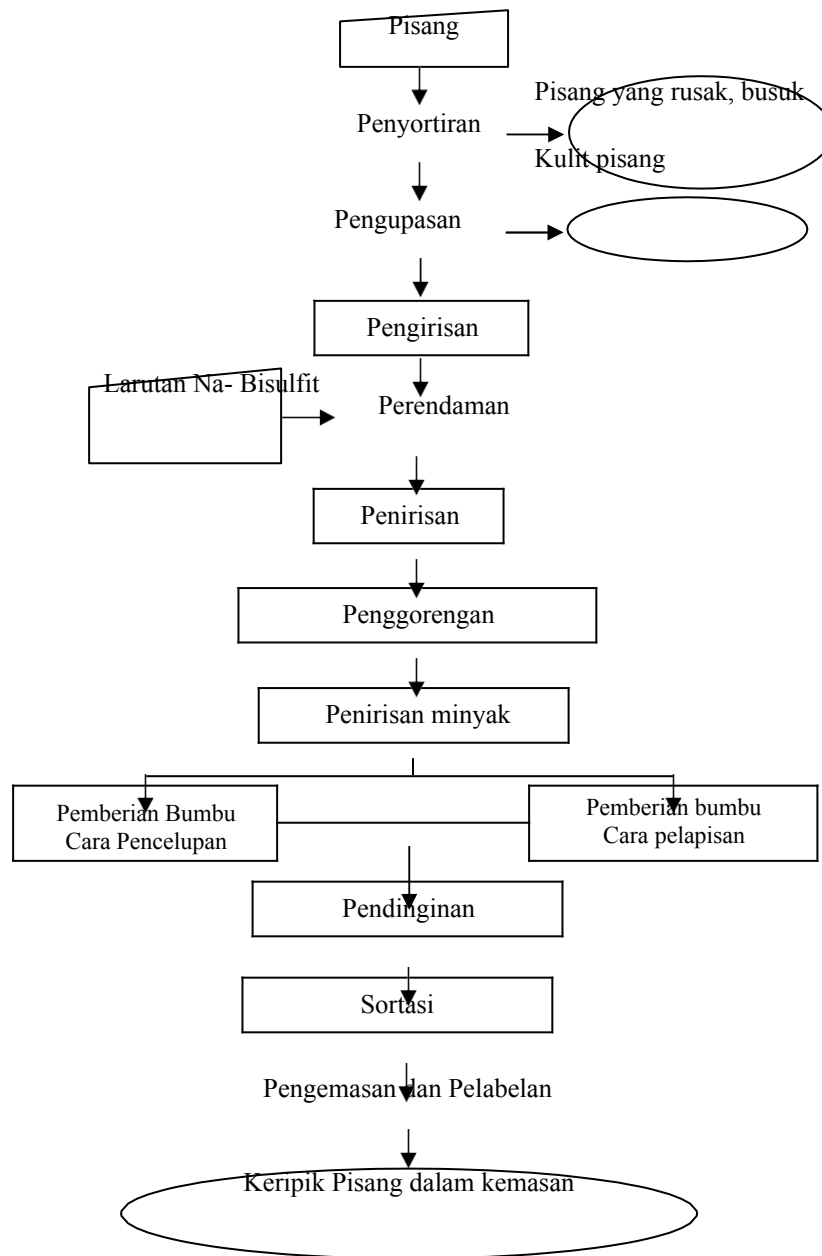 Pisang
Pisang yang rusak, busuk
Penyortiran
Kulit pisang
Pengupasan
Pengirisan
Larutan Na- Bisulfit
Perendaman
Penirisan
Penggorengan
Penirisan minyak
Pemberian Bumbu
Cara Pencelupan
Pemberian bumbu
Cara pelapisan
Pendinginan
Sortasi
Pengemasan dan Pelabelan
Keripik Pisang dalam kemasan